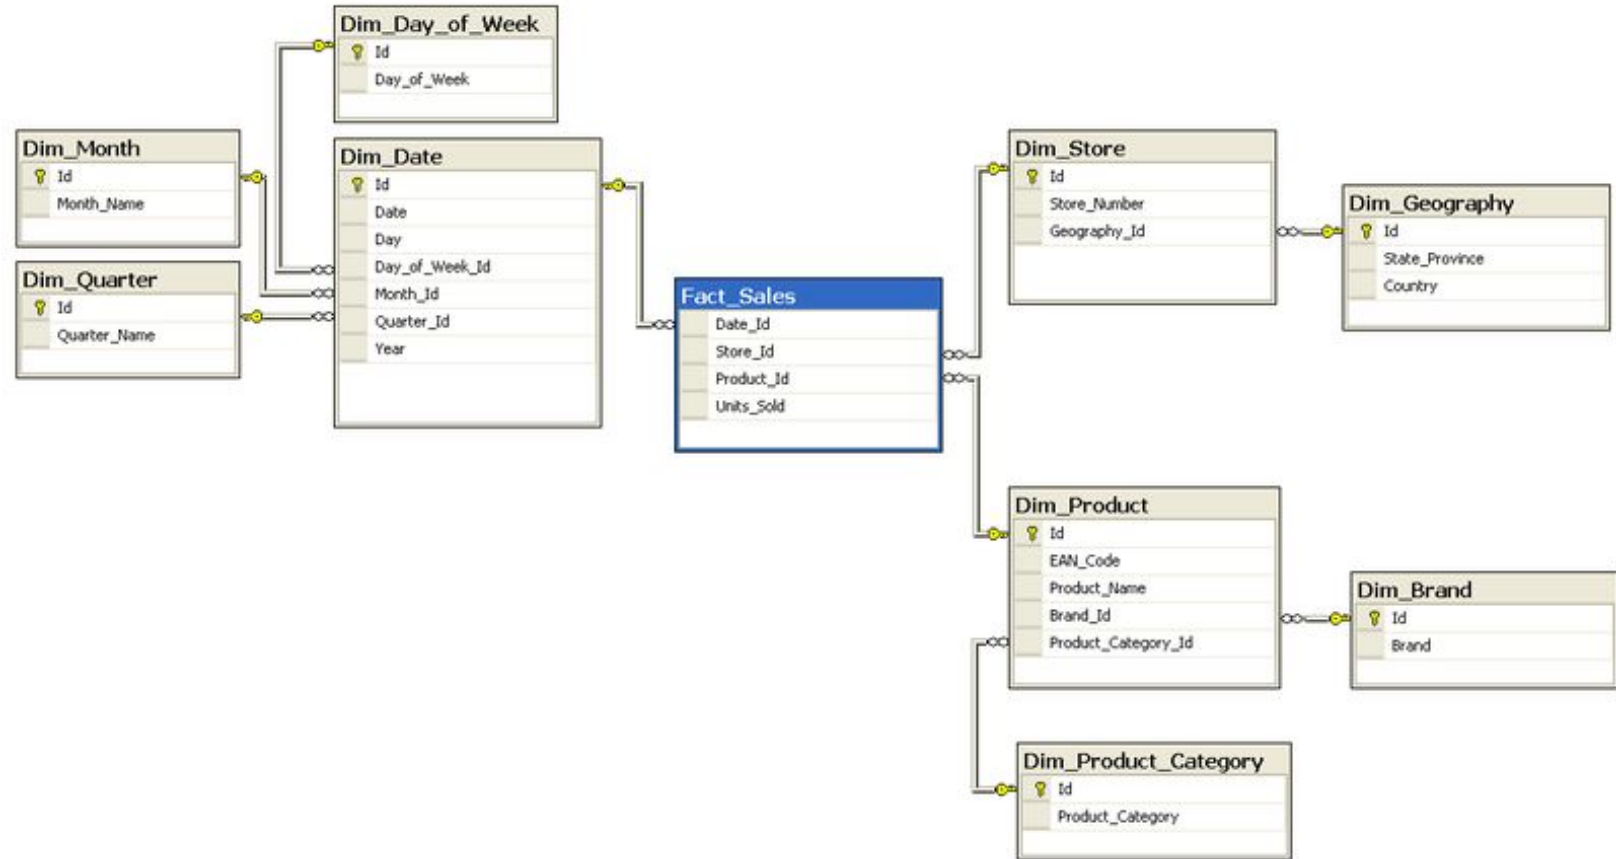 Dim_Day_of_Week
Id
Day_of_Week
Dim_Month
Id
Month_Name
Dim_Quarter
Id
Quarter_Name
Dim_Date
Id
Date
Day
Day_of_Week_Id
Month_Id
Quarter_Id
Year
Fact_Sales
Date_Id
Store_Id
Product_Id
Units_Sold
Dim_Store
Id
Store_Number
Geography_Id
Dim_Geography
Id
State_Province
Country
Dim_Product
Id
EAN_Code
Product_Name
Brand_Id
Product_Category_Id
Dim_Brand
Id
Brand
Dim_Product_Category
Id
Product_Category